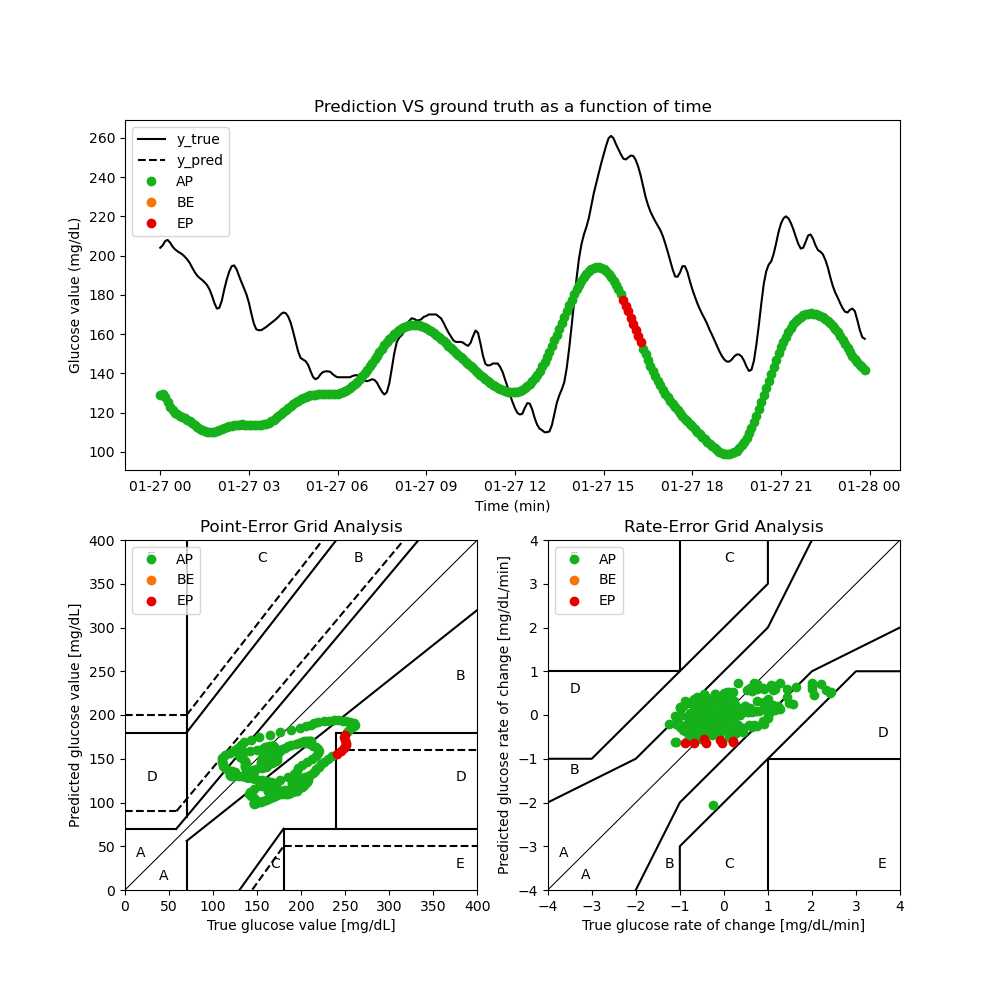 Prediction VS ground truth as a function of time
Glucose value (mg/dL)
260
240
220
200
180
160
140
120
100
y_true
y_pred
AP
BE
EP
01-27 00 01-27 03 01-27 06 01-27 09 01-27 12 01-27 15 01-27 18 01-27 21 01-28 00
Time (min)
Point-Error Grid Analysis
Predicted glucose value [mg/dL]
400
350
300
250
200
150
100
50
0
AP
BE
EP
C B
B
D D
A
A C E
0 50 100 150 200 250 300 350 400
True glucose value [mg/dL]
Rate-Error Grid Analysis
Predicted glucose rate of change [mg/dL/min]
4
3
2
1
0
−1
−2
−3
−4
AP
BE
EP
C
D
D
B
A
A B C E
−4 −3 −2 −1 0 1 2 3 4
True glucose rate of change [mg/dL/min]